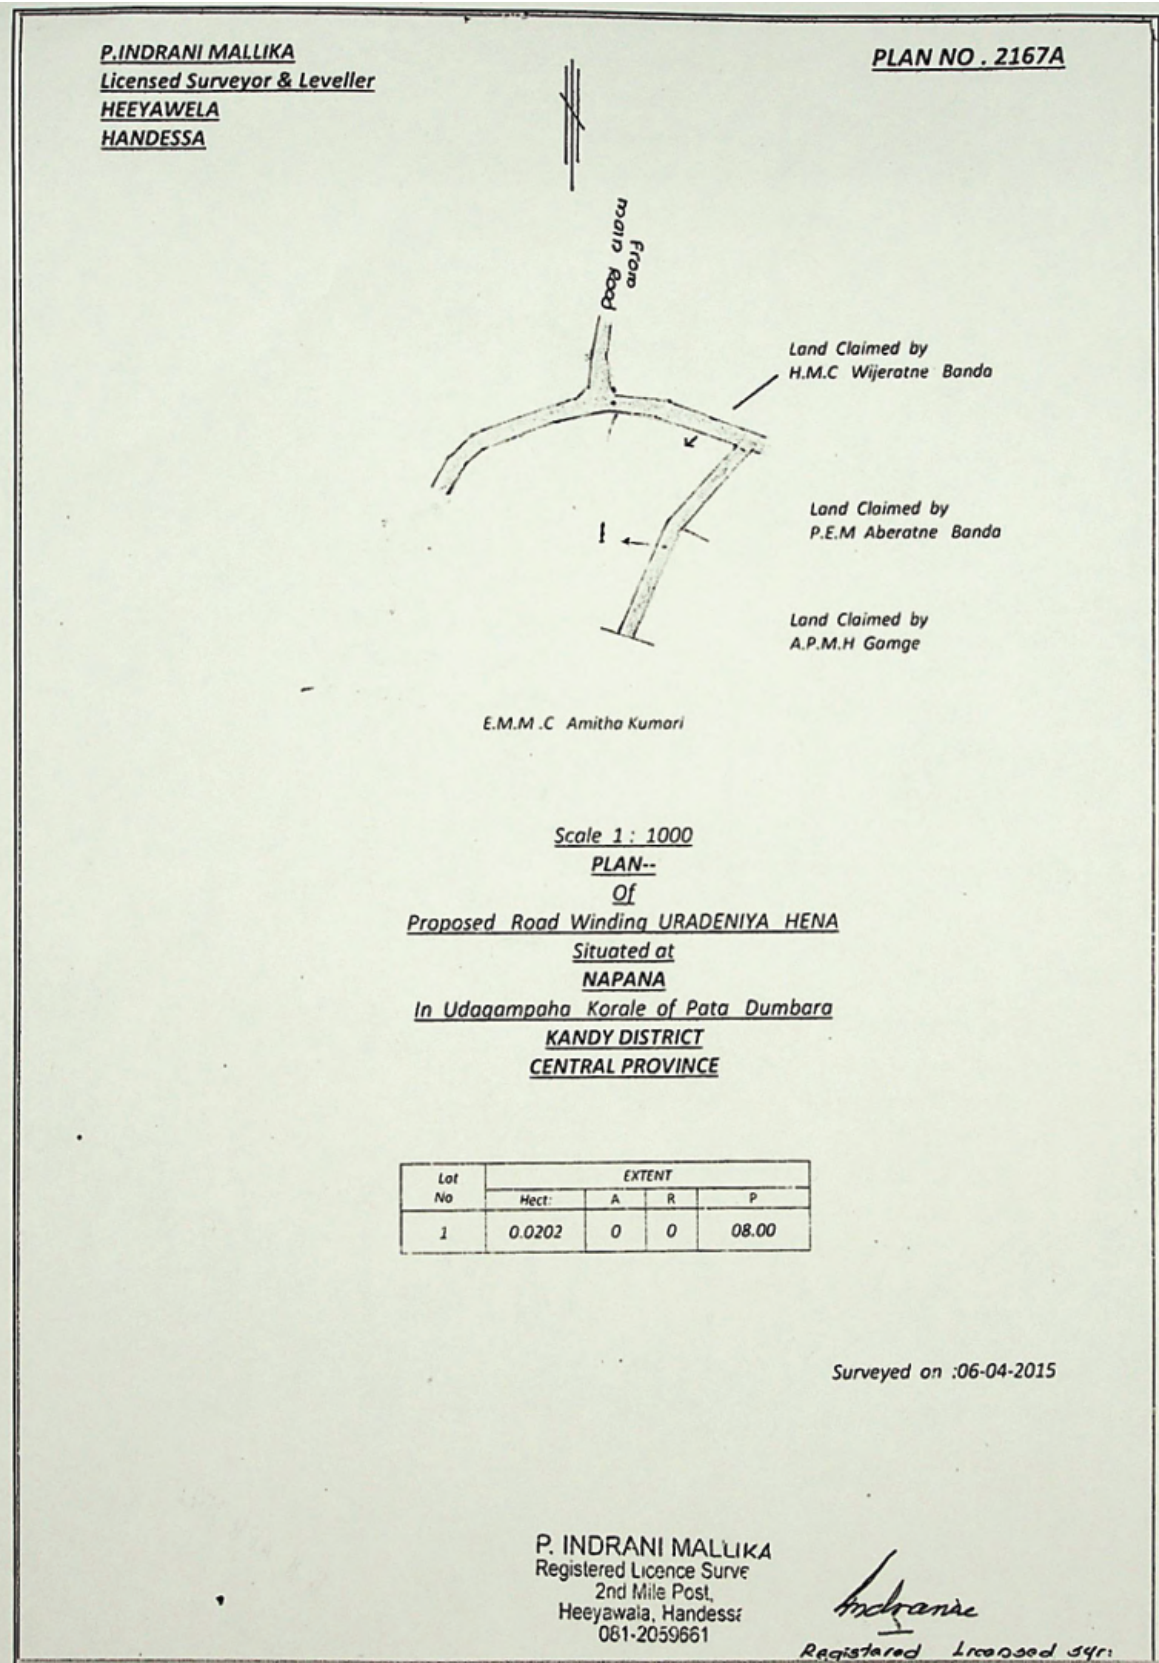 P.INDRANI MALLIKA
Licensed Surveyor & Leveller
HEEYAWELA
HANDESSA
PLAN NO . 2167A
From
main Road
Land Claimed by
H.M.C Wijeratne Banda
Land Claimed by
P.E.M Aberatne Banda
1
Land Claimed by
A.P.M.H Gamge
E.M.M .C Amitha Kumari
Scale 1 : 1000
PLAN--
Of
Proposed Road Winding URADENIYA HENA
Situated at
NAPANA
In Udagampaha Korale of Pata Dumbara
KANDY DISTRICT
CENTRAL PROVINCE
Lot No EXTENT
Hect: A R P
1 0.0202 0 0 08.00
Surveyed on :06-04-2015
P. INDRANI MALLIKA
Registered Licence Surve
2nd Mile Post,
Heeyawala, Handessa
081-2059661
Indranie
Registered Licensed syr: